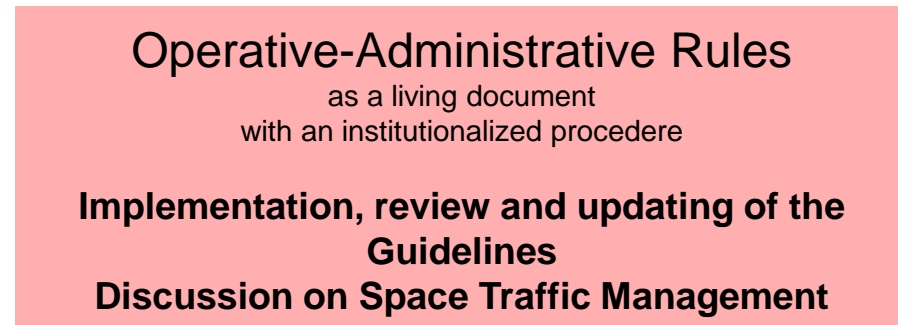 Operative-Administrative Rules
as a living document
with an institutionalized procedere
Implementation, review and updating of the
Guidelines
Discussion on Space Traffic Management